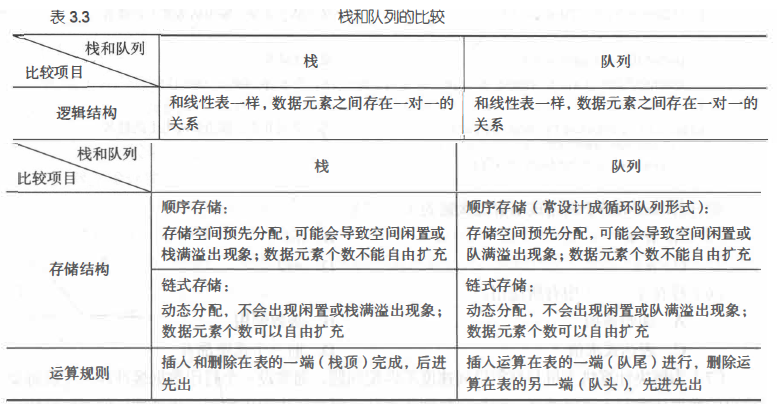 表 3.3 栈和队列的比较
栈和队列 栈 队列
比较项目
逻辑结构 和线性表一样，数据元素之间存在一对一的 和线性表一样，数据元素之间存在一对一的
关系 关系
栈和队列 栈 队列
比较项目
存储结构
顺序存储： 顺序存储（常设计成循环队列形式）：
存储空间预先分配，可能会导致空间闲置或 存储空间预先分配，可能会导致空间闲置或
栈满溢出现象；数据元素个数不能自由扩充 队满溢出现象；数据元素个数不能自由扩充
链式存储： 链式存储：
动态分配，不会出现闲置或栈满溢出现象； 动态分配，不会出现闲置或队满溢出现象；
数据元素个数可以自由扩充 数据元素个数可以自由扩充
运算规则 插入和删除在表的一端（栈顶）完成，后进 插入运算在表的一端（队尾）进行，删除运
先出 算在表的另一端（队头），先进先出